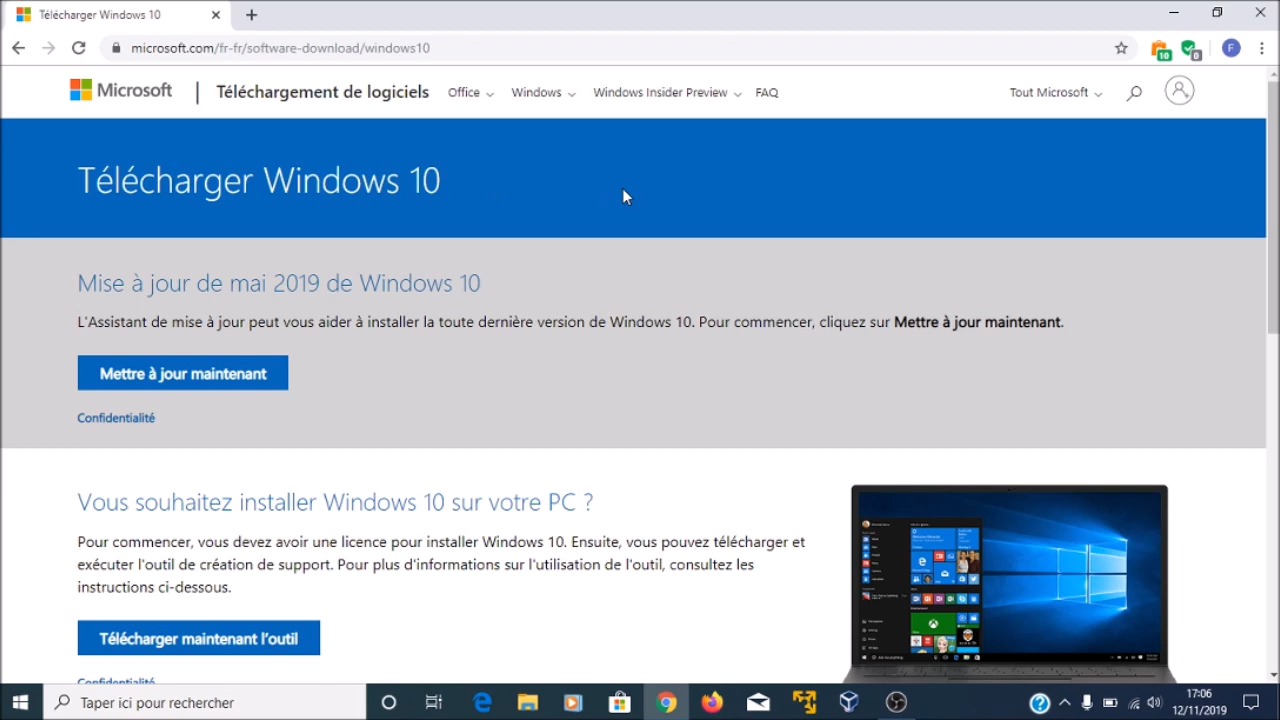 Télécharger Windows 10
microsoft.com/fr-fr/software-download/windows10
10
0
F
Microsoft
Téléchargement de logiciels
Office
Windows
Windows Insider Preview
FAQ
Tout Microsoft
Télécharger Windows 10
Mise à jour de mai 2019 de Windows 10
L'Assistant de mise à jour peut vous aider à installer la toute dernière version de Windows 10. Pour commencer, cliquez sur Mettre à jour maintenant.
Mettre à jour maintenant
Confidentialité
Vous souhaitez installer Windows 10 sur votre PC ?
Pour commencer, vous devez avoir une licence pour installer Windows 10. Ensuite, vous pouvez télécharger et
exécuter l'outil de création de support. Pour plus d'informations sur l'utilisation de l'outil, consultez les
instructions ci-dessous.
Télécharger maintenant l'outil
Confidentialité
Taper ici pour rechercher
17:06
12/11/2019